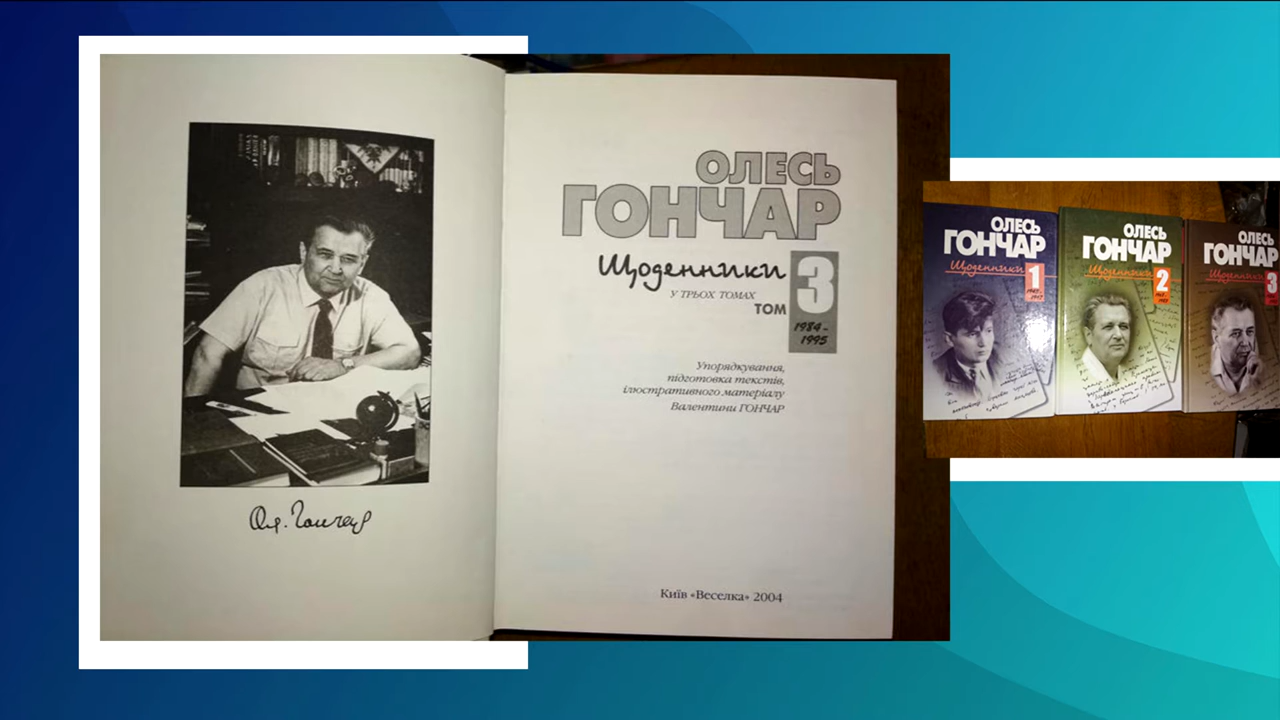 Ол. Гончар
ОЛЕСЬ
ГОНЧАР
Щоденники
У ТРЬОХ ТОМАХ
ТОМ
3
1984-
1995
Упорядкування,
підготовка текстів,
ілюстративного матеріалу
Валентини ГОНЧАР
Київ «Веселка» 2004
ОЛЕСЬ
ГОНЧАР
Щоденники
1
ОЛЕСЬ
ГОНЧАР
Щоденники
2
ОЛЕСЬ
ГОНЧАР
Щоденники
3